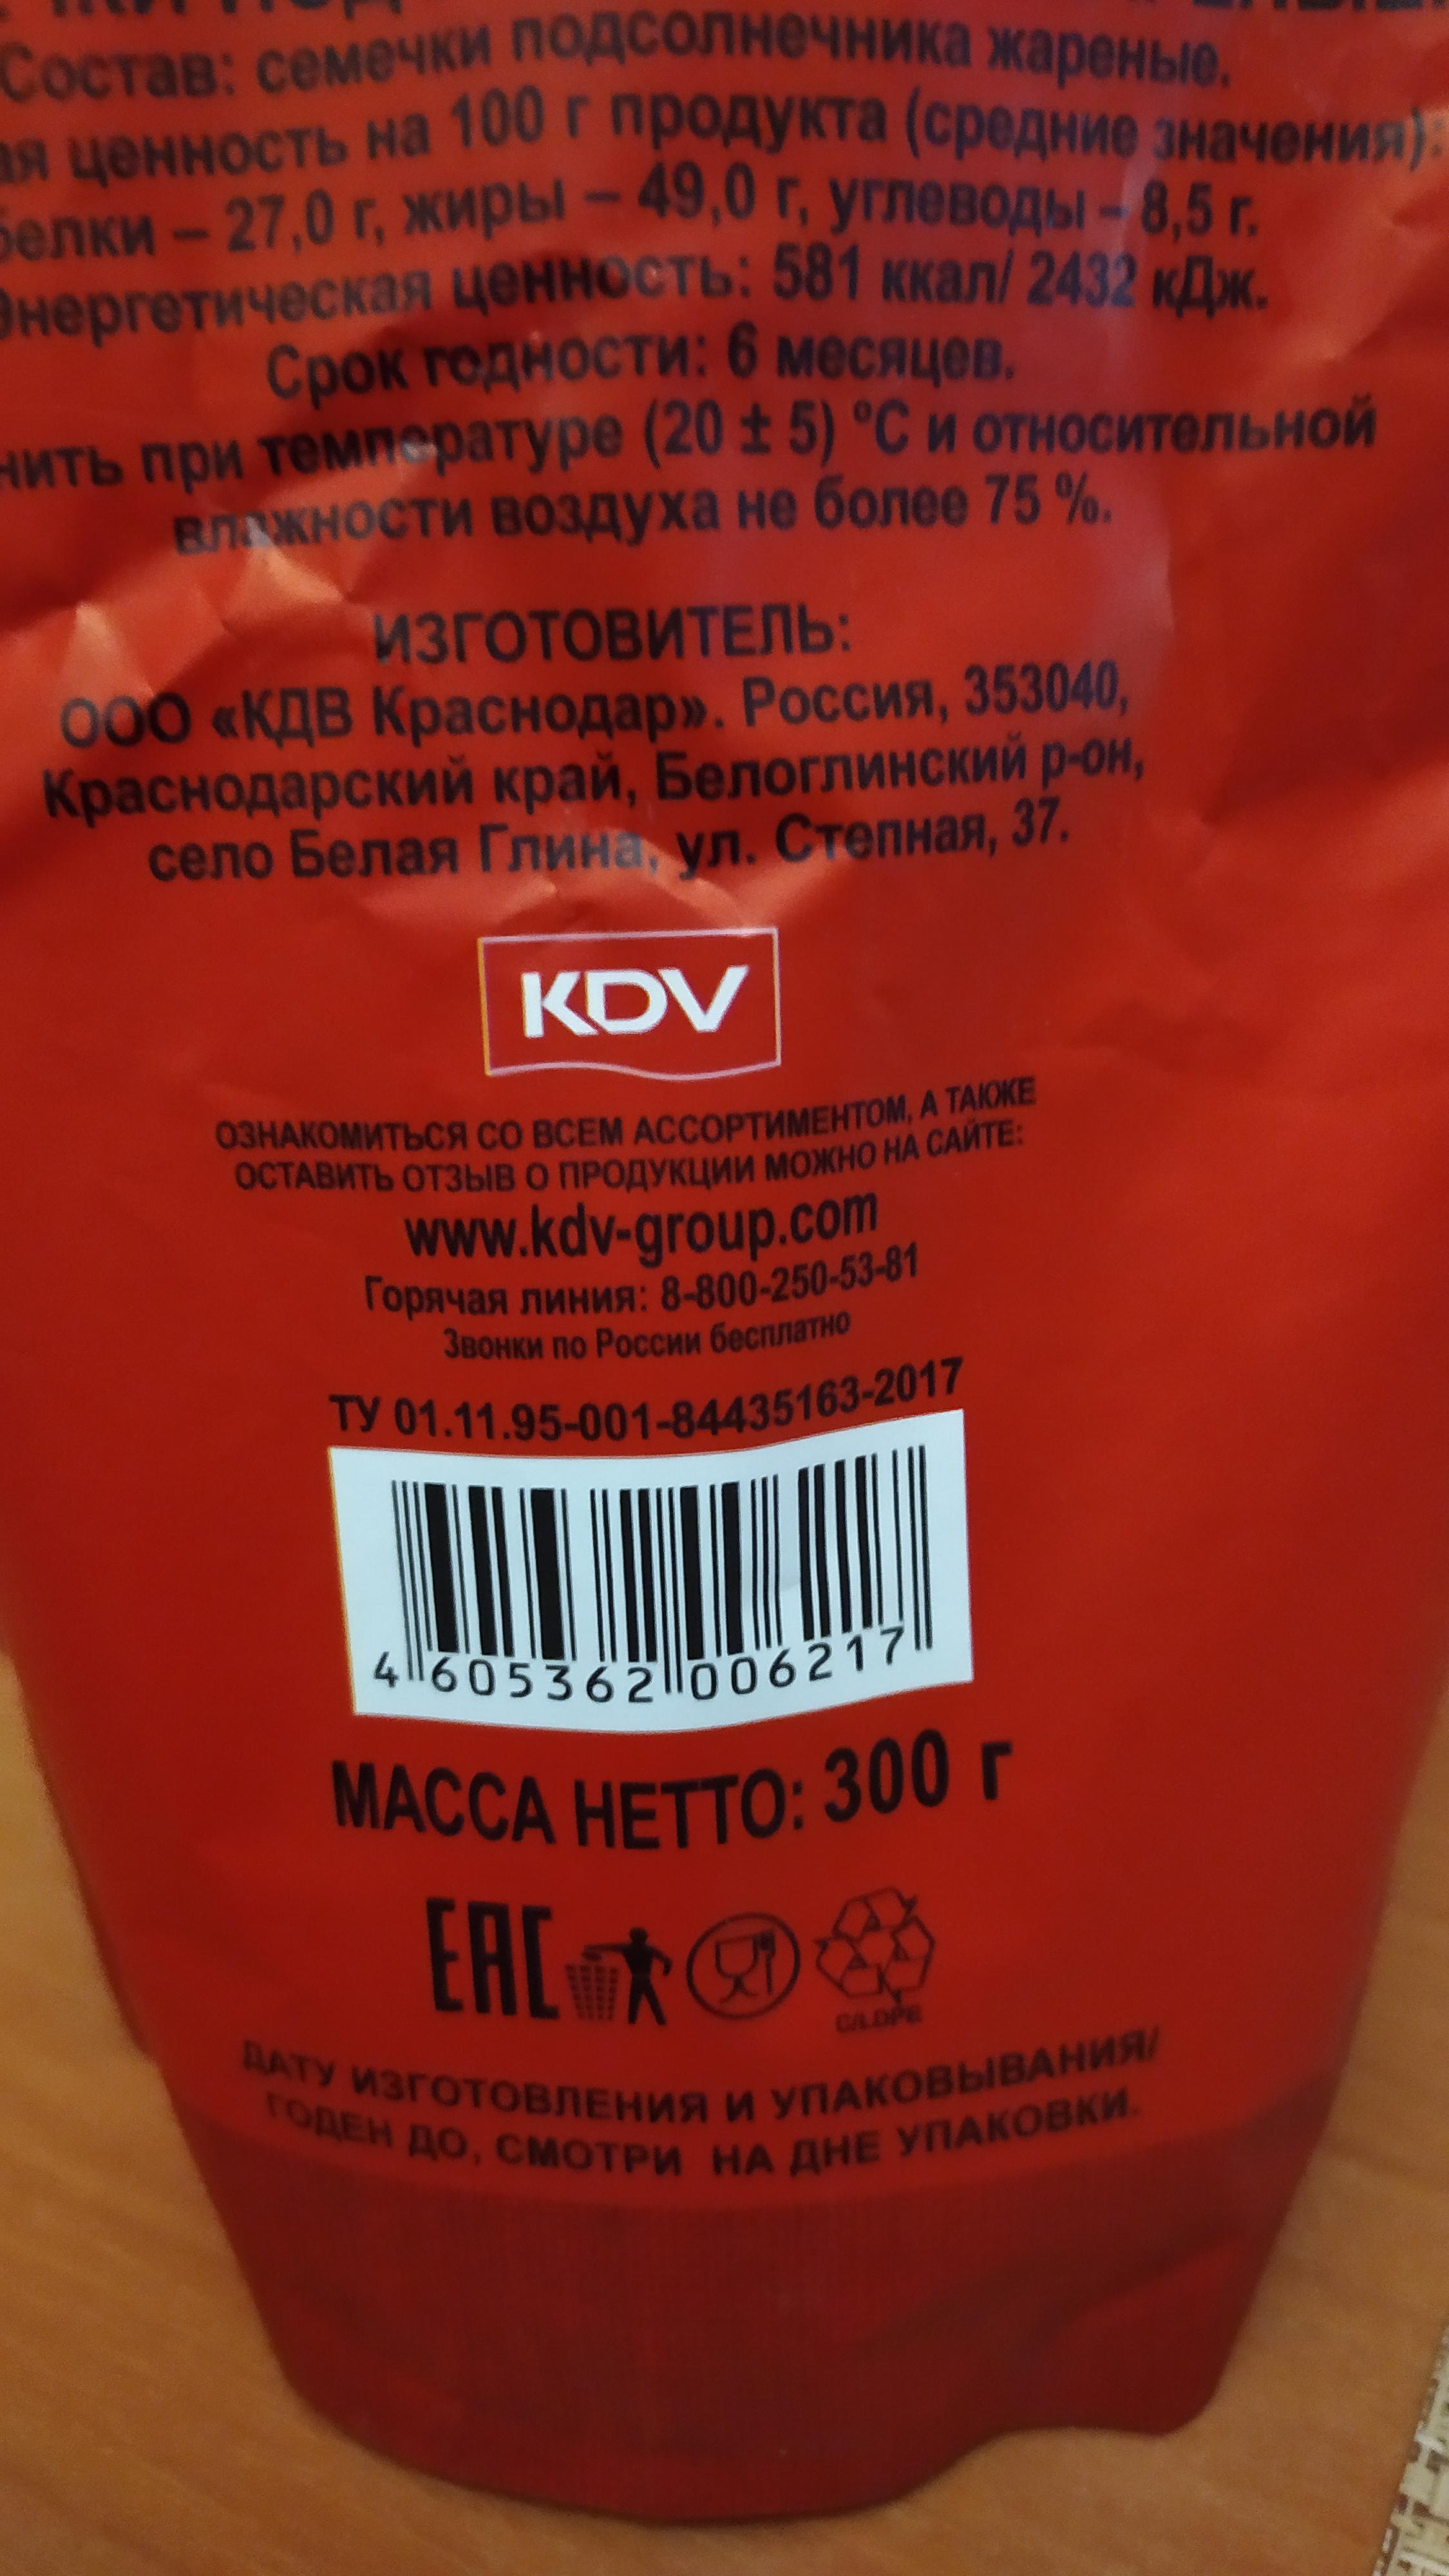 Состав: семечки подсолнечника жареные.
ценность на 100 г продукта (средние значения):
белки – 27,0 г, жиры – 49,0 г, углеводы – 8,5 г.
Энергетическая ценность: 581 ккал/ 2432 кДж.
Срок годности: 6 месяцев.
при температуре (20 ± 5) °С и относительной
влажности воздуха не более 75 %.
ИЗГОТОВИТЕЛЬ:
ООО «КДВ Краснодар». Россия, 353040,
Краснодарский край, Белоглинский р-он,
село Белая Глина, ул. Степная, 37.
KDV
ОЗНАКОМИТЬСЯ СО ВСЕМ АССОРТИМЕНТОМ, А ТАКЖЕ
ОСТАВИТЬ ОТЗЫВ О ПРОДУКЦИИ МОЖНО НА САЙТЕ:
www.kdv-group.com
Горячая линия: 8-800-250-53-81
Звонки по России бесплатно
ТУ 01.11.95-001-84435163-2017
4 605362 006217
МАССА НЕТТО: 300 г
EAC
C/LDPE
ДАТУ ИЗГОТОВЛЕНИЯ И УПАКОВЫВАНИЯ/
ГОДЕН ДО, СМОТРИ НА ДНЕ УПАКОВКИ.